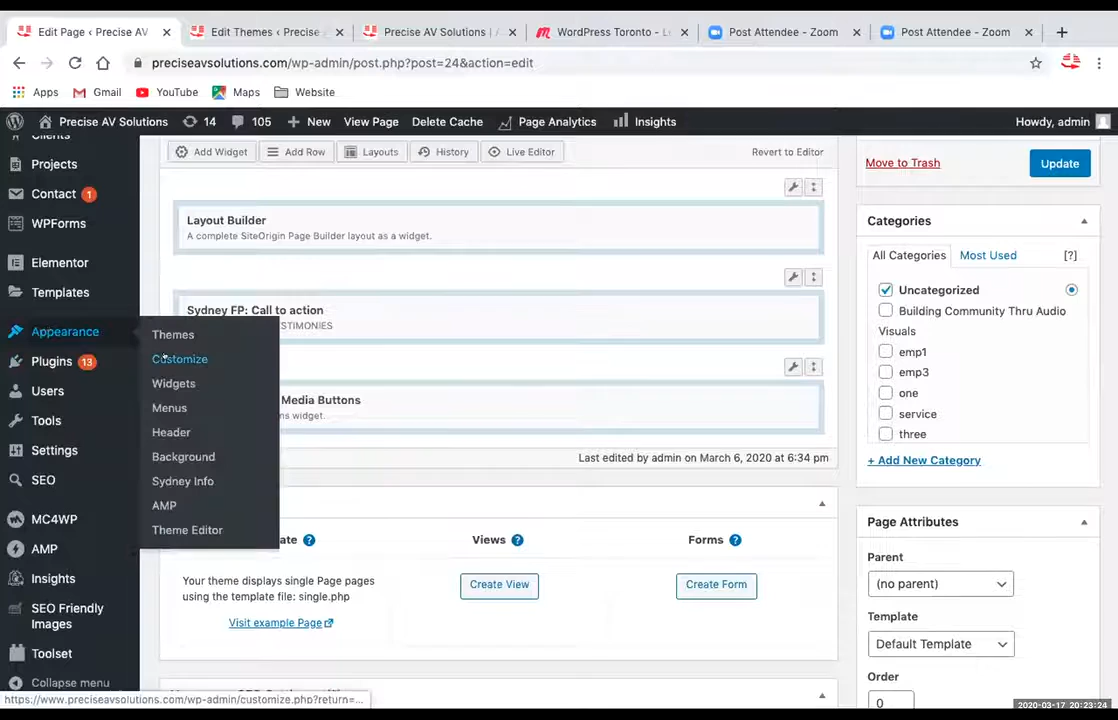 Edit Page ‹ Precise AV
Edit Themes ‹ Precise
Precise AV Solutions | /
WordPress Toronto - L
Post Attendee - Zoom
Post Attendee - Zoom
preciseavsolutions.com/wp-admin/post.php?post=24&action=edit
Apps
Gmail
YouTube
Maps
Website
Precise AV Solutions
14
105
New
View Page
Delete Cache
Page Analytics
Insights
Howdy, admin
Clients
Projects
Contact 1
WPForms
Elementor
Templates
Appearance
Plugins 13
Users
Tools
Settings
SEO
MC4WP
AMP
Insights
SEO Friendly
Images
Toolset
Collapse menu
Themes
Customize
Widgets
Menus
Header
Background
Sydney Info
AMP
Theme Editor
Add Widget
Add Row
Layouts
History
Live Editor
Revert to Editor
Layout Builder
A complete SiteOrigin Page Builder layout as a widget.
Sydney FP: Call to action
STIMONIES
Media Buttons
ns widget.
Last edited by admin on March 6, 2020 at 6:34 pm
ate ?
Views ?
Forms ?
Your theme displays single Page pages
using the template file: single.php
Visit example Page
Create View
Create Form
Move to Trash
Update
Categories
All Categories
Most Used
[?]
Uncategorized
Building Community Thru Audio
Visuals
emp1
emp3
one
service
three
+ Add New Category
Page Attributes
Parent
(no parent)
Template
Default Template
Order
0
https://www.preciseavsolutions.com/wp-admin/customize.php?return=...
2020-03-17 20:23:24